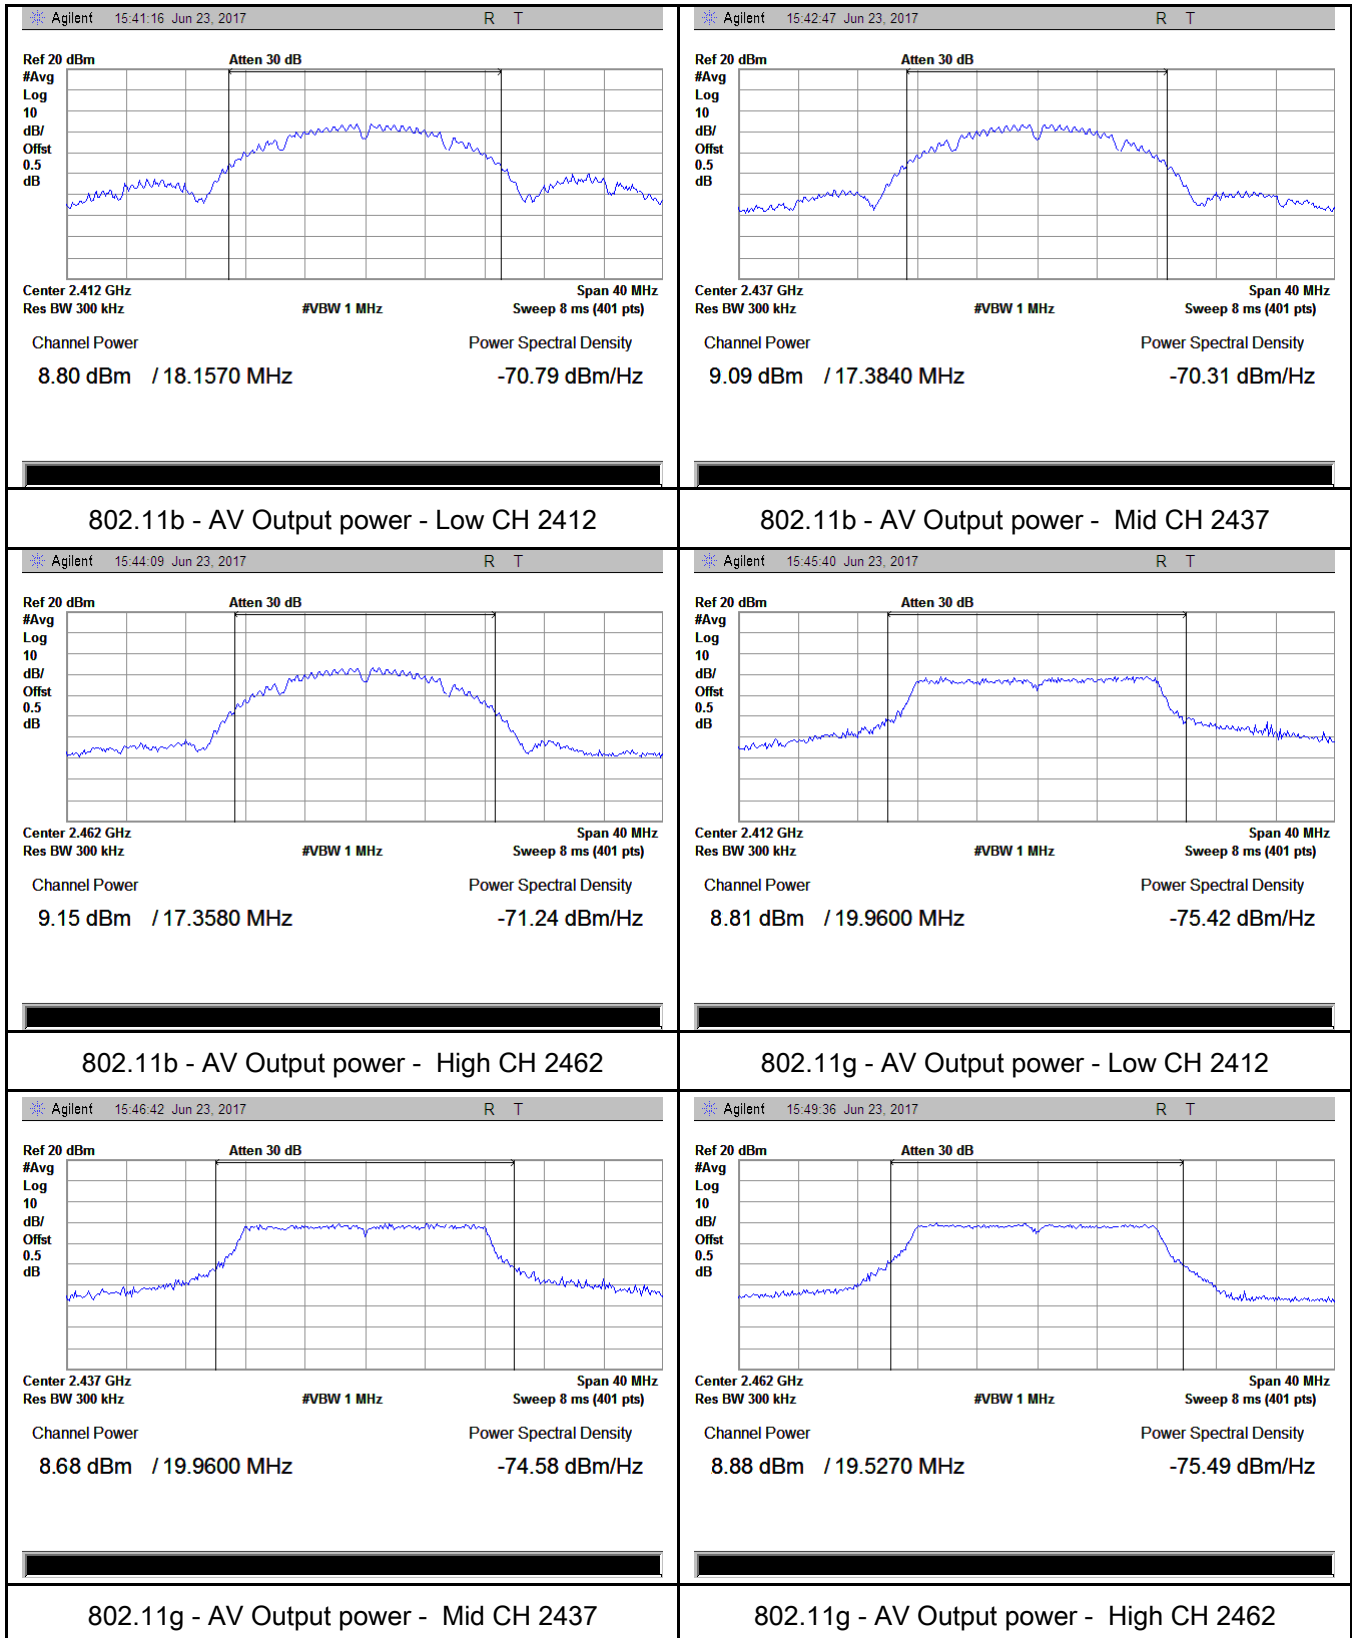 Agilent 15:41:16 Jun 23, 2017 R T
Ref 20 dBm Atten 30 dB
#Avg
Log
10
dB/
Offst
0.5
dB
Center 2.412 GHz Span 40 MHz
Res BW 300 kHz #VBW 1 MHz Sweep 8 ms (401 pts)
Channel Power Power Spectral Density
8.80 dBm / 18.1570 MHz -70.79 dBm/Hz
802.11b - AV Output power - Low CH 2412
Agilent 15:42:47 Jun 23, 2017 R T
Ref 20 dBm Atten 30 dB
#Avg
Log
10
dB/
Offst
0.5
dB
Center 2.437 GHz Span 40 MHz
Res BW 300 kHz #VBW 1 MHz Sweep 8 ms (401 pts)
Channel Power Power Spectral Density
9.09 dBm / 17.3840 MHz -70.31 dBm/Hz
802.11b - AV Output power - Mid CH 2437
Agilent 15:44:09 Jun 23, 2017 R T
Ref 20 dBm Atten 30 dB
#Avg
Log
10
dB/
Offst
0.5
dB
Center 2.462 GHz Span 40 MHz
Res BW 300 kHz #VBW 1 MHz Sweep 8 ms (401 pts)
Channel Power Power Spectral Density
9.15 dBm / 17.3580 MHz -71.24 dBm/Hz
802.11b - AV Output power - High CH 2462
Agilent 15:45:40 Jun 23, 2017 R T
Ref 20 dBm Atten 30 dB
#Avg
Log
10
dB/
Offst
0.5
dB
Center 2.412 GHz Span 40 MHz
Res BW 300 kHz #VBW 1 MHz Sweep 8 ms (401 pts)
Channel Power Power Spectral Density
8.81 dBm / 19.9600 MHz -75.42 dBm/Hz
802.11g - AV Output power - Low CH 2412
Agilent 15:46:42 Jun 23, 2017 R T
Ref 20 dBm Atten 30 dB
#Avg
Log
10
dB/
Offst
0.5
dB
Center 2.437 GHz Span 40 MHz
Res BW 300 kHz #VBW 1 MHz Sweep 8 ms (401 pts)
Channel Power Power Spectral Density
8.68 dBm / 19.9600 MHz -74.58 dBm/Hz
802.11g - AV Output power - Mid CH 2437
Agilent 15:49:36 Jun 23, 2017 R T
Ref 20 dBm Atten 30 dB
#Avg
Log
10
dB/
Offst
0.5
dB
Center 2.462 GHz Span 40 MHz
Res BW 300 kHz #VBW 1 MHz Sweep 8 ms (401 pts)
Channel Power Power Spectral Density
8.88 dBm / 19.5270 MHz -75.49 dBm/Hz
802.11g - AV Output power - High CH 2462